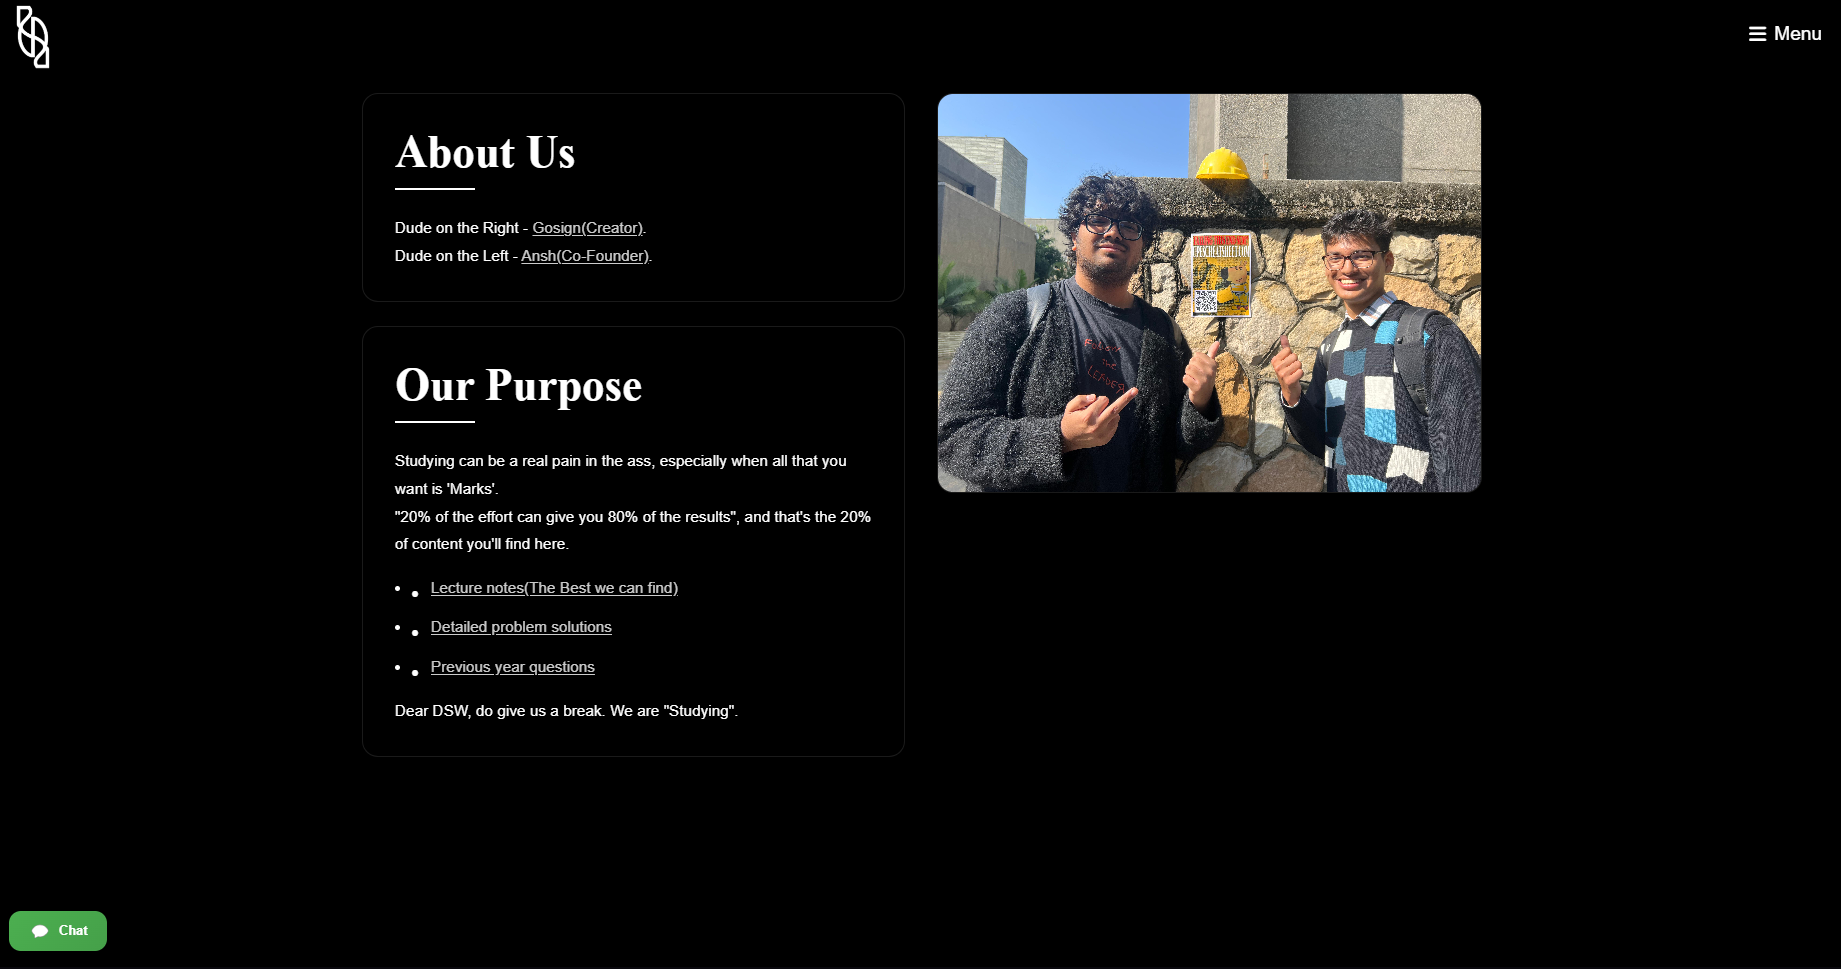 Menu
About Us
Dude on the Right - Gosign(Creator).
Dude on the Left - Ansh(Co-Founder).
Our Purpose
Studying can be a real pain in the ass, especially when all that you
want is 'Marks'.
"20% of the effort can give you 80% of the results", and that's the 20%
of content you'll find here.
Lecture notes(The Best we can find)
Detailed problem solutions
Previous year questions
Dear DSW, do give us a break. We are "Studying".
Follow
the
LEADER
Chat